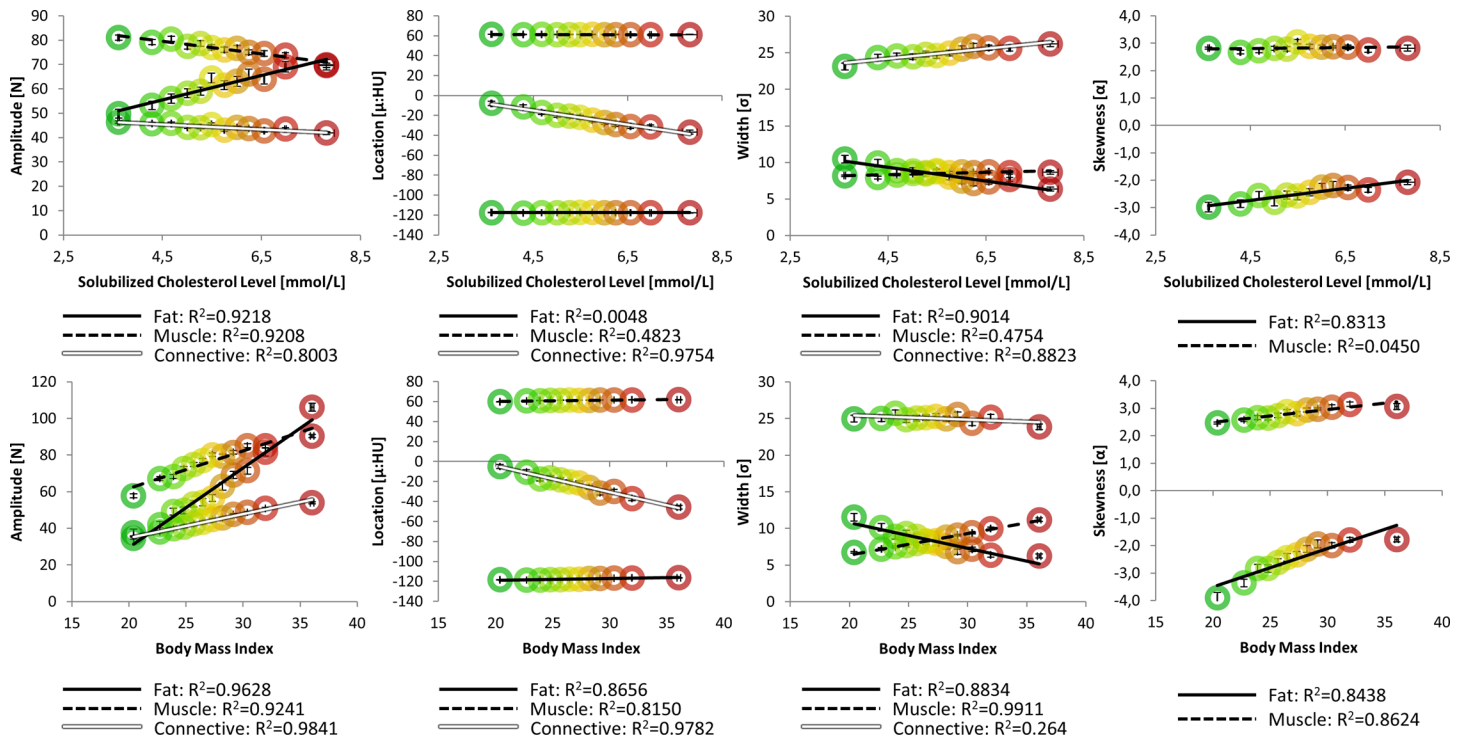 90
80
70
60
50
40
30
20
10
0
Amplitude [N]
2,5 4,5 6,5 8,5
Solubilized Cholesterol Level [mmol/L]
Fat: R²=0.9218
Muscle: R²=0.9208
Connective: R²=0.8003
80
60
40
20
0
-20
-40
-60
-80
-100
-120
-140
Location [µ:HU]
2,5 4,5 6,5 8,5
Solubilized Cholesterol Level [mmol/L]
Fat: R²=0.0048
Muscle: R²=0.4823
Connective: R²=0.9754
30
25
20
15
10
5
0
Width [σ]
2,5 4,5 6,5 8,5
Solubilized Cholesterol Level [mmol/L]
Fat: R²=0.9014
Muscle: R²=0.4754
Connective: R²=0.8823
4,0
3,0
2,0
1,0
0,0
-1,0
-2,0
-3,0
-4,0
Skewness [α]
2,5 4,5 6,5 8,5
Solubilized Cholesterol Level [mmol/L]
Fat: R²=0.8313
Muscle: R²=0.0450
120
100
80
60
40
20
0
Amplitude [N]
15 20 25 30 35 40
Body Mass Index
Fat: R²=0.9628
Muscle: R²=0.9241
Connective: R²=0.9841
80
60
40
20
0
-20
-40
-60
-80
-100
-120
-140
Location [µ:HU]
15 20 25 30 35 40
Body Mass Index
Fat: R²=0.8656
Muscle: R²=0.8150
Connective: R²=0.9782
30
25
20
15
10
5
0
Width [σ]
15 20 25 30 35 40
Body Mass Index
Fat: R²=0.8834
Muscle: R²=0.9911
Connective: R²=0.264
4,0
3,0
2,0
1,0
0,0
-1,0
-2,0
-3,0
-4,0
Skewness [α]
15 20 25 30 35 40
Body Mass Index
Fat: R²=0.8438
Muscle: R²=0.8624